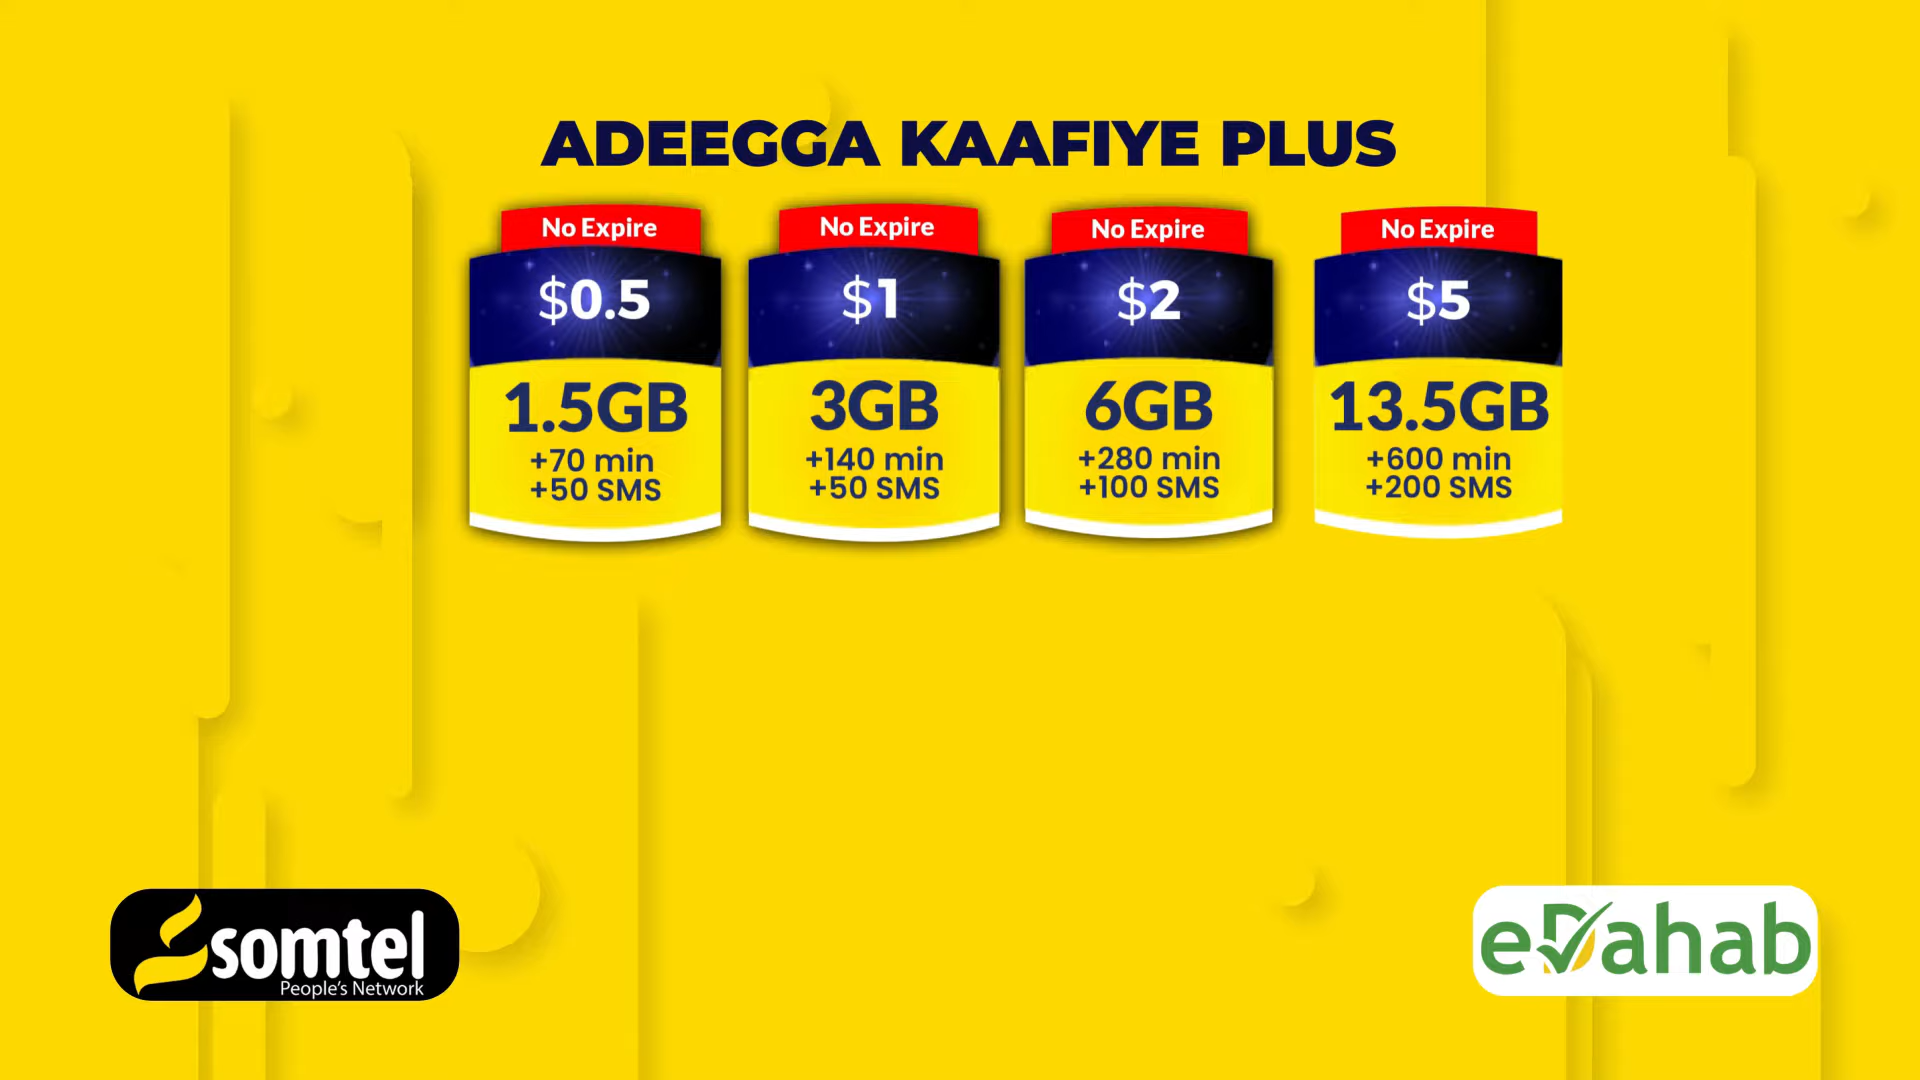 ADEEGGA KAAFIYE PLUS
No Expire
$0.5
1.5GB
+70 min
+50 SMS
No Expire
$1
3GB
+140 min
+50 SMS
No Expire
$2
6GB
+280 min
+100 SMS
No Expire
$5
13.5GB
+600 min
+200 SMS
somtel
People's Network
eDahab